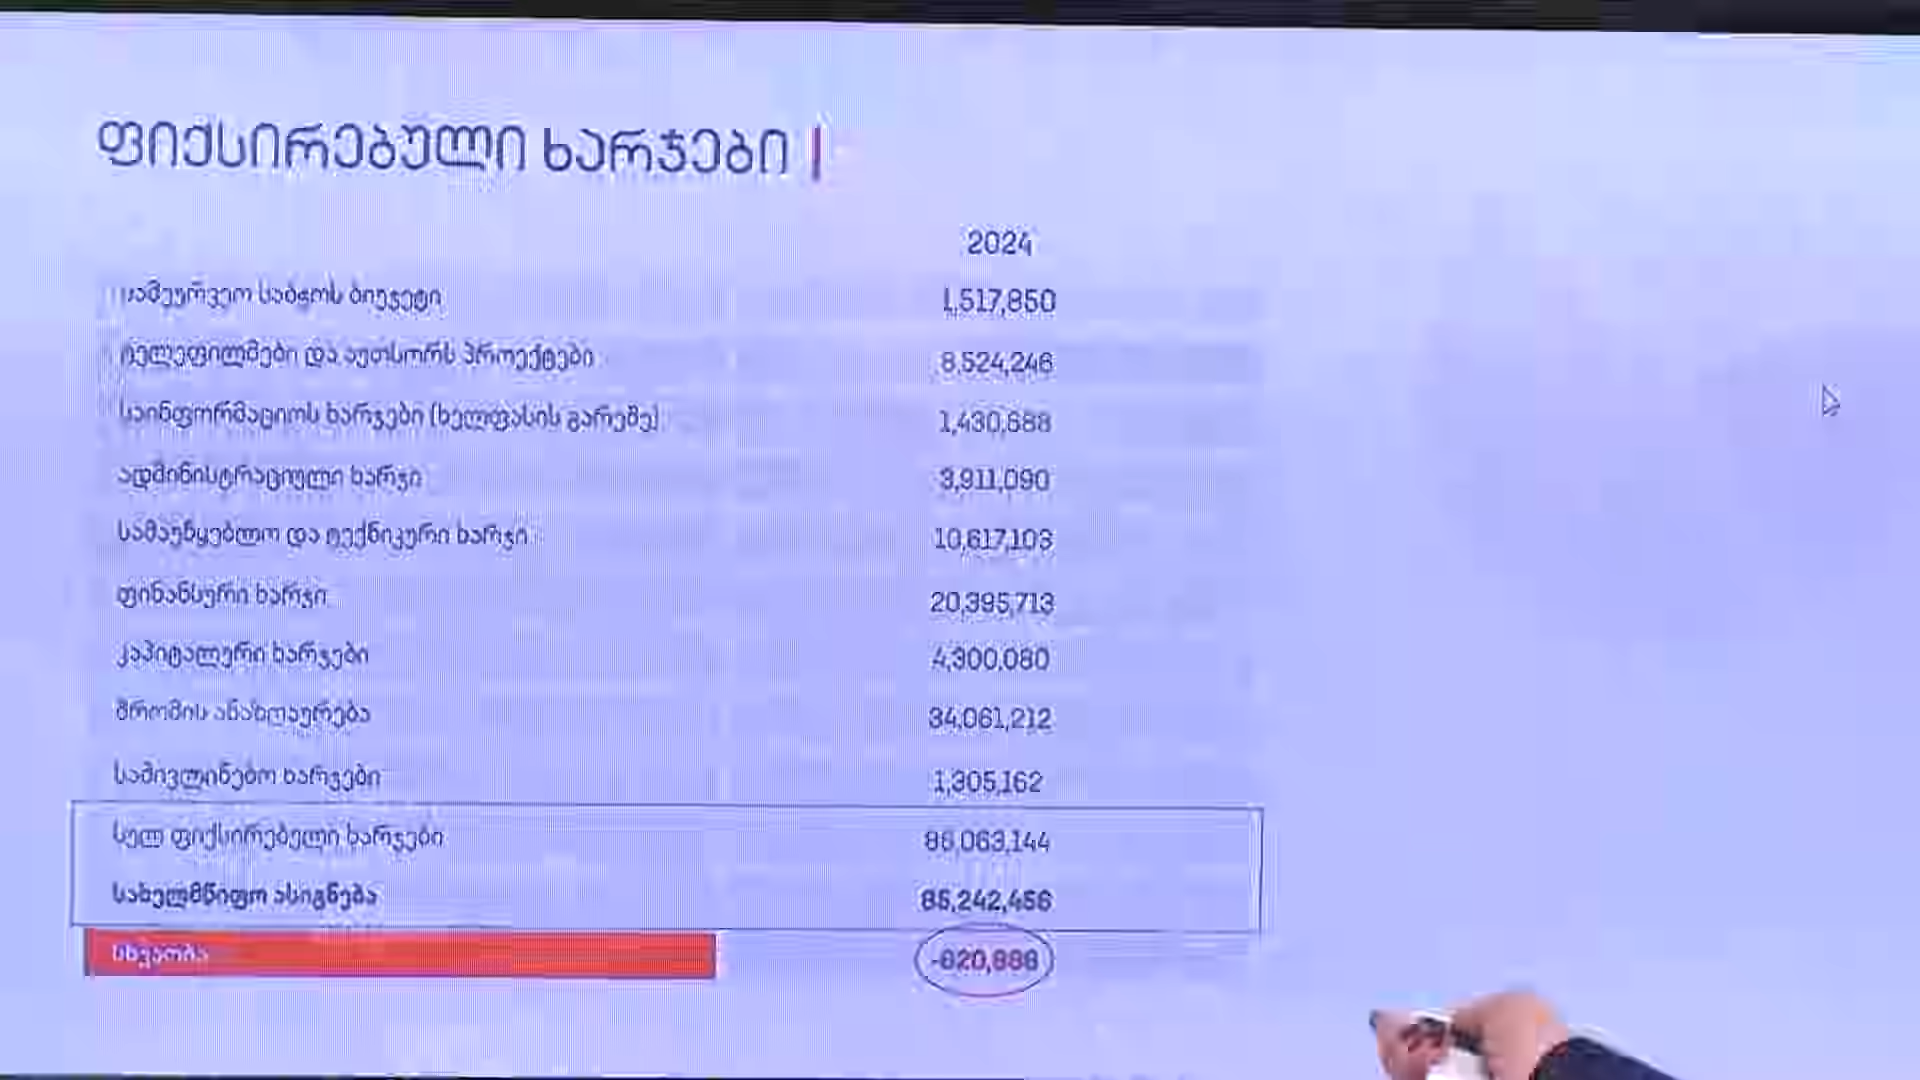 ფიქსირებული ხარჯები |
2024
სამეურვეო საბჭოს ბიუჯეტი 1,517,850
ტელეფილმები და აუთსორს პროექტები 8,524,246
საინფორმაციოს ხარჯები (ხელფასის გარეშე) 1,430,688
ადმინისტრაციული ხარჯი 3,911,090
სამაუწყებლო და ტექნიკური ხარჯი 10,617,103
ფინანსური ხარჯი 20,395,713
კაპიტალური ხარჯები 4,300,080
შრომის ანაზღაურება 34,061,212
სამივლინებო ხარჯები 1,305,162
სულ ფიქსირებული ხარჯები 86,063,144
სახელმწიფო ასიგნება 85,242,456
სხვაობა -820,688